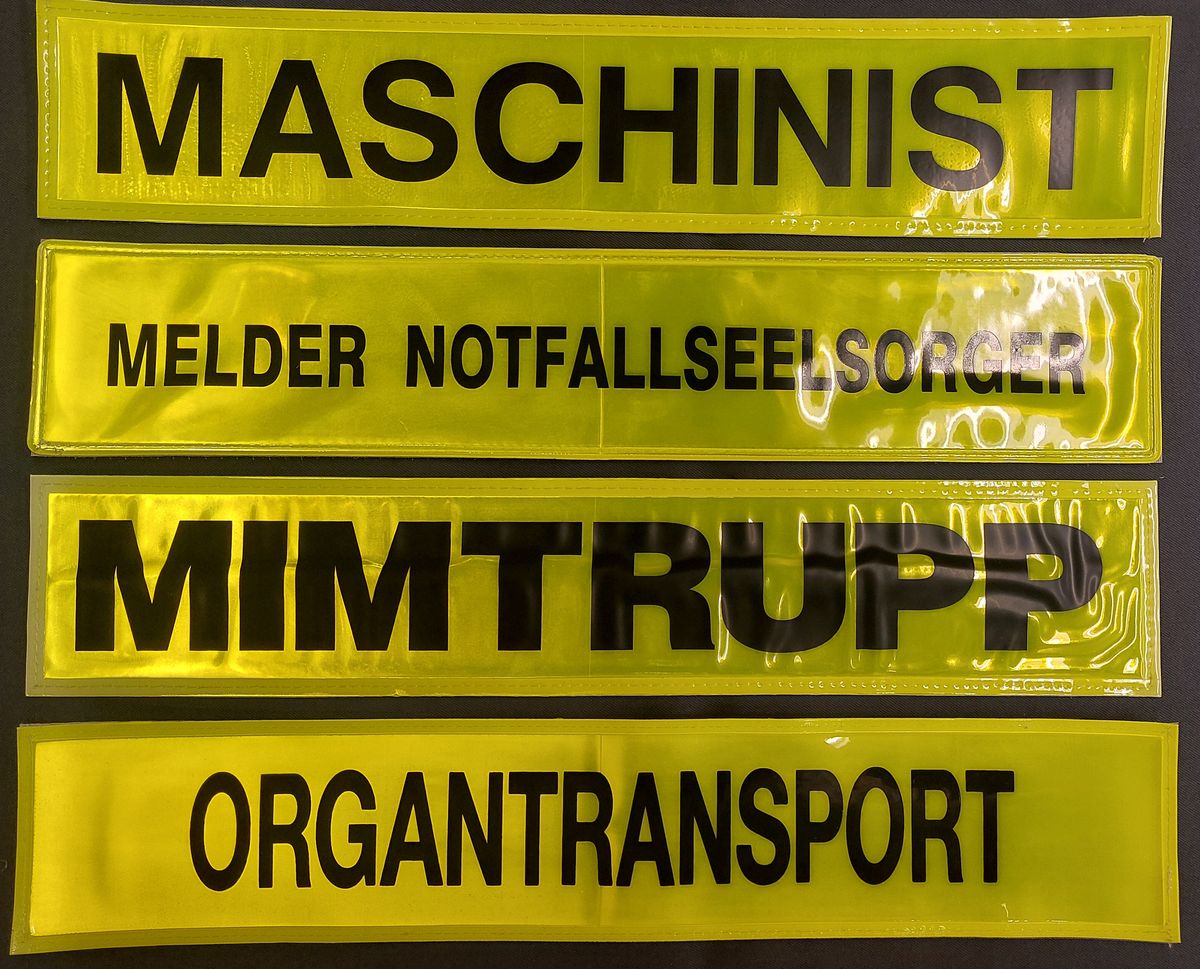 MASCHINIST
MELDER NOTFALLSEELSORGER
MIMTRUPP
ORGANTRANSPORT